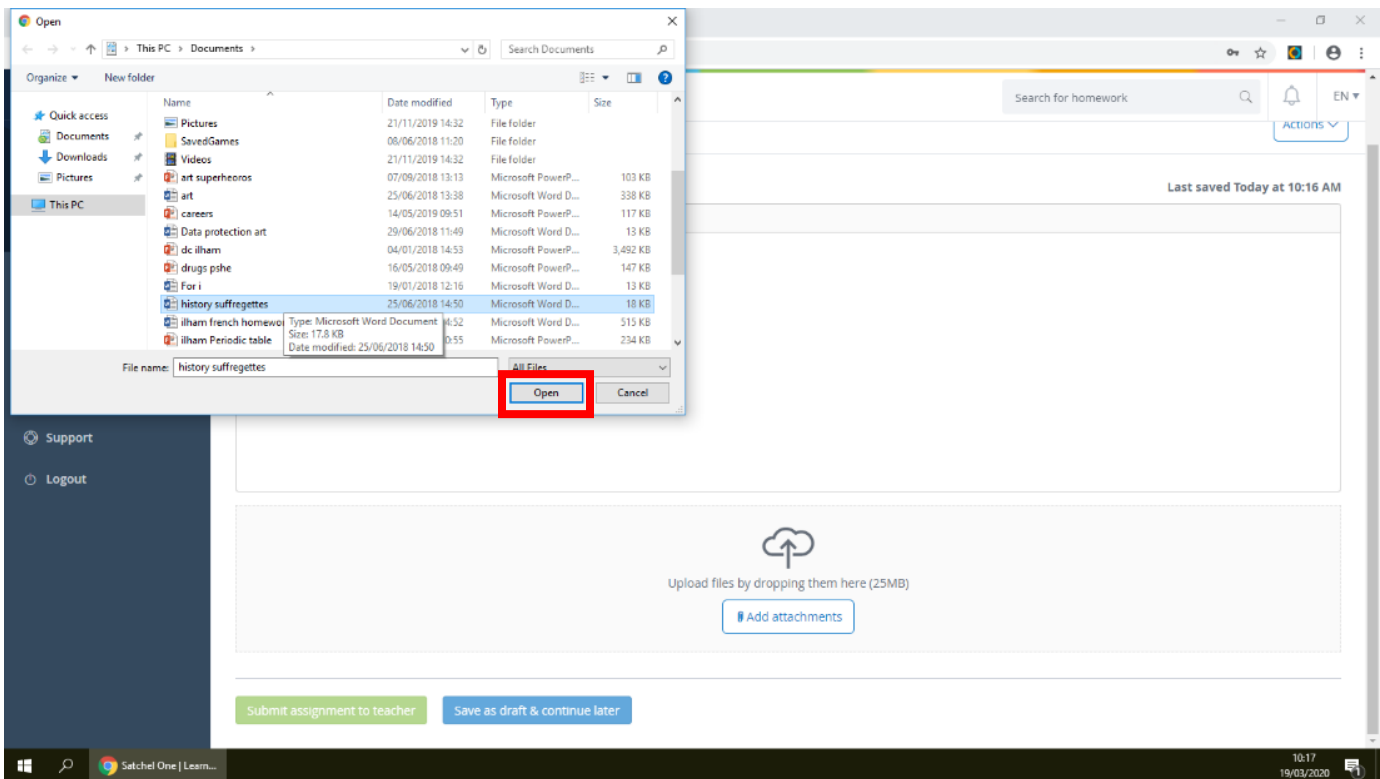 Open
This PC > Documents >
Search Documents
Organize
New folder
Name Date modified Type Size
Quick access
Documents
Downloads
Pictures
This PC
Pictures 21/11/2019 14:32 File folder
SavedGames 08/06/2018 11:20 File folder
Videos 21/11/2019 14:32 File folder
art superheoros 07/09/2018 13:13 Microsoft PowerP... 103 KB
art 25/06/2018 13:38 Microsoft Word D... 338 KB
careers 14/05/2019 09:51 Microsoft PowerP... 117 KB
Data protection art 29/06/2018 11:49 Microsoft Word D... 13 KB
dc ilham 04/01/2018 14:53 Microsoft PowerP... 3,492 KB
drugs pshe 16/05/2018 09:49 Microsoft PowerP... 147 KB
For i 19/01/2018 12:16 Microsoft Word D... 13 KB
history suffregettes 25/06/2018 14:50 Microsoft Word D... 18 KB
ilham french homewor 4:52 Microsoft Word D... 515 KB
ilham Periodic table 0:55 Microsoft PowerP... 234 KB
Type: Microsoft Word Document
Size: 17.8 KB
Date modified: 25/06/2018 14:50
File name: history suffregettes
All Files
Open
Cancel
Search for homework
EN
Actions
Last saved Today at 10:16 AM
Support
Logout
Upload files by dropping them here (25MB)
Add attachments
Submit assignment to teacher
Save as draft & continue later
Satchel One | Learn...
10:17
19/03/2020